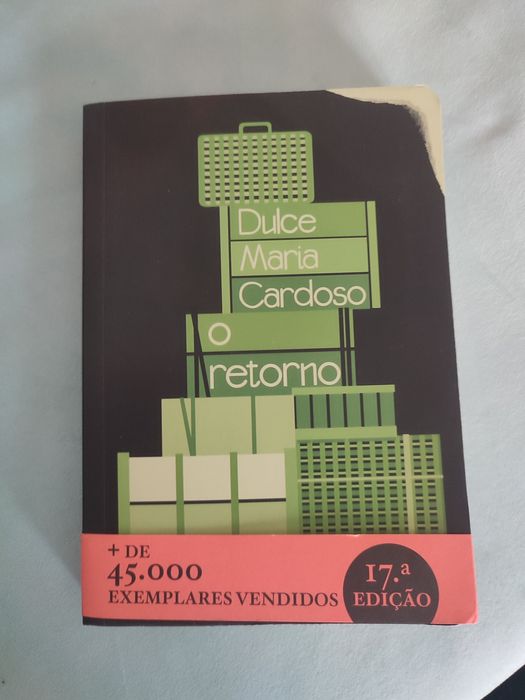 Dulce
Maria
Cardoso
o
retorno
+ DE
45.000
EXEMPLARES VENDIDOS
17.ª
EDIÇÃO